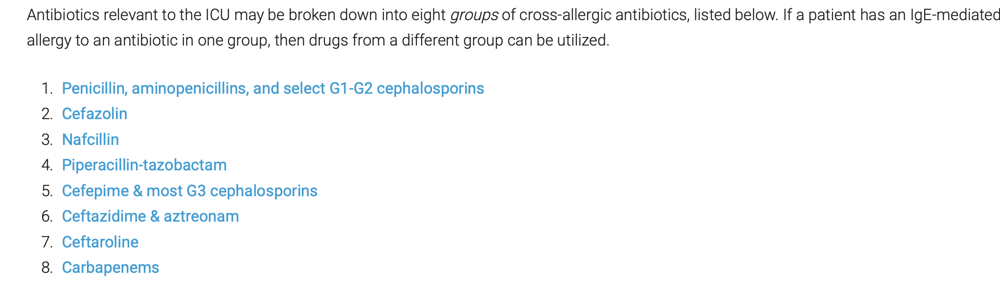 Antibiotics relevant to the ICU may be broken down into eight groups of cross-allergic antibiotics, listed below. If a patient has an IgE-mediated
allergy to an antibiotic in one group, then drugs from a different group can be utilized.
1. Penicillin, aminopenicillins, and select G1-G2 cephalosporins
2. Cefazolin
3. Nafcillin
4. Piperacillin-tazobactam
5. Cefepime & most G3 cephalosporins
6. Ceftazidime & aztreonam
7. Ceftaroline
8. Carbapenems